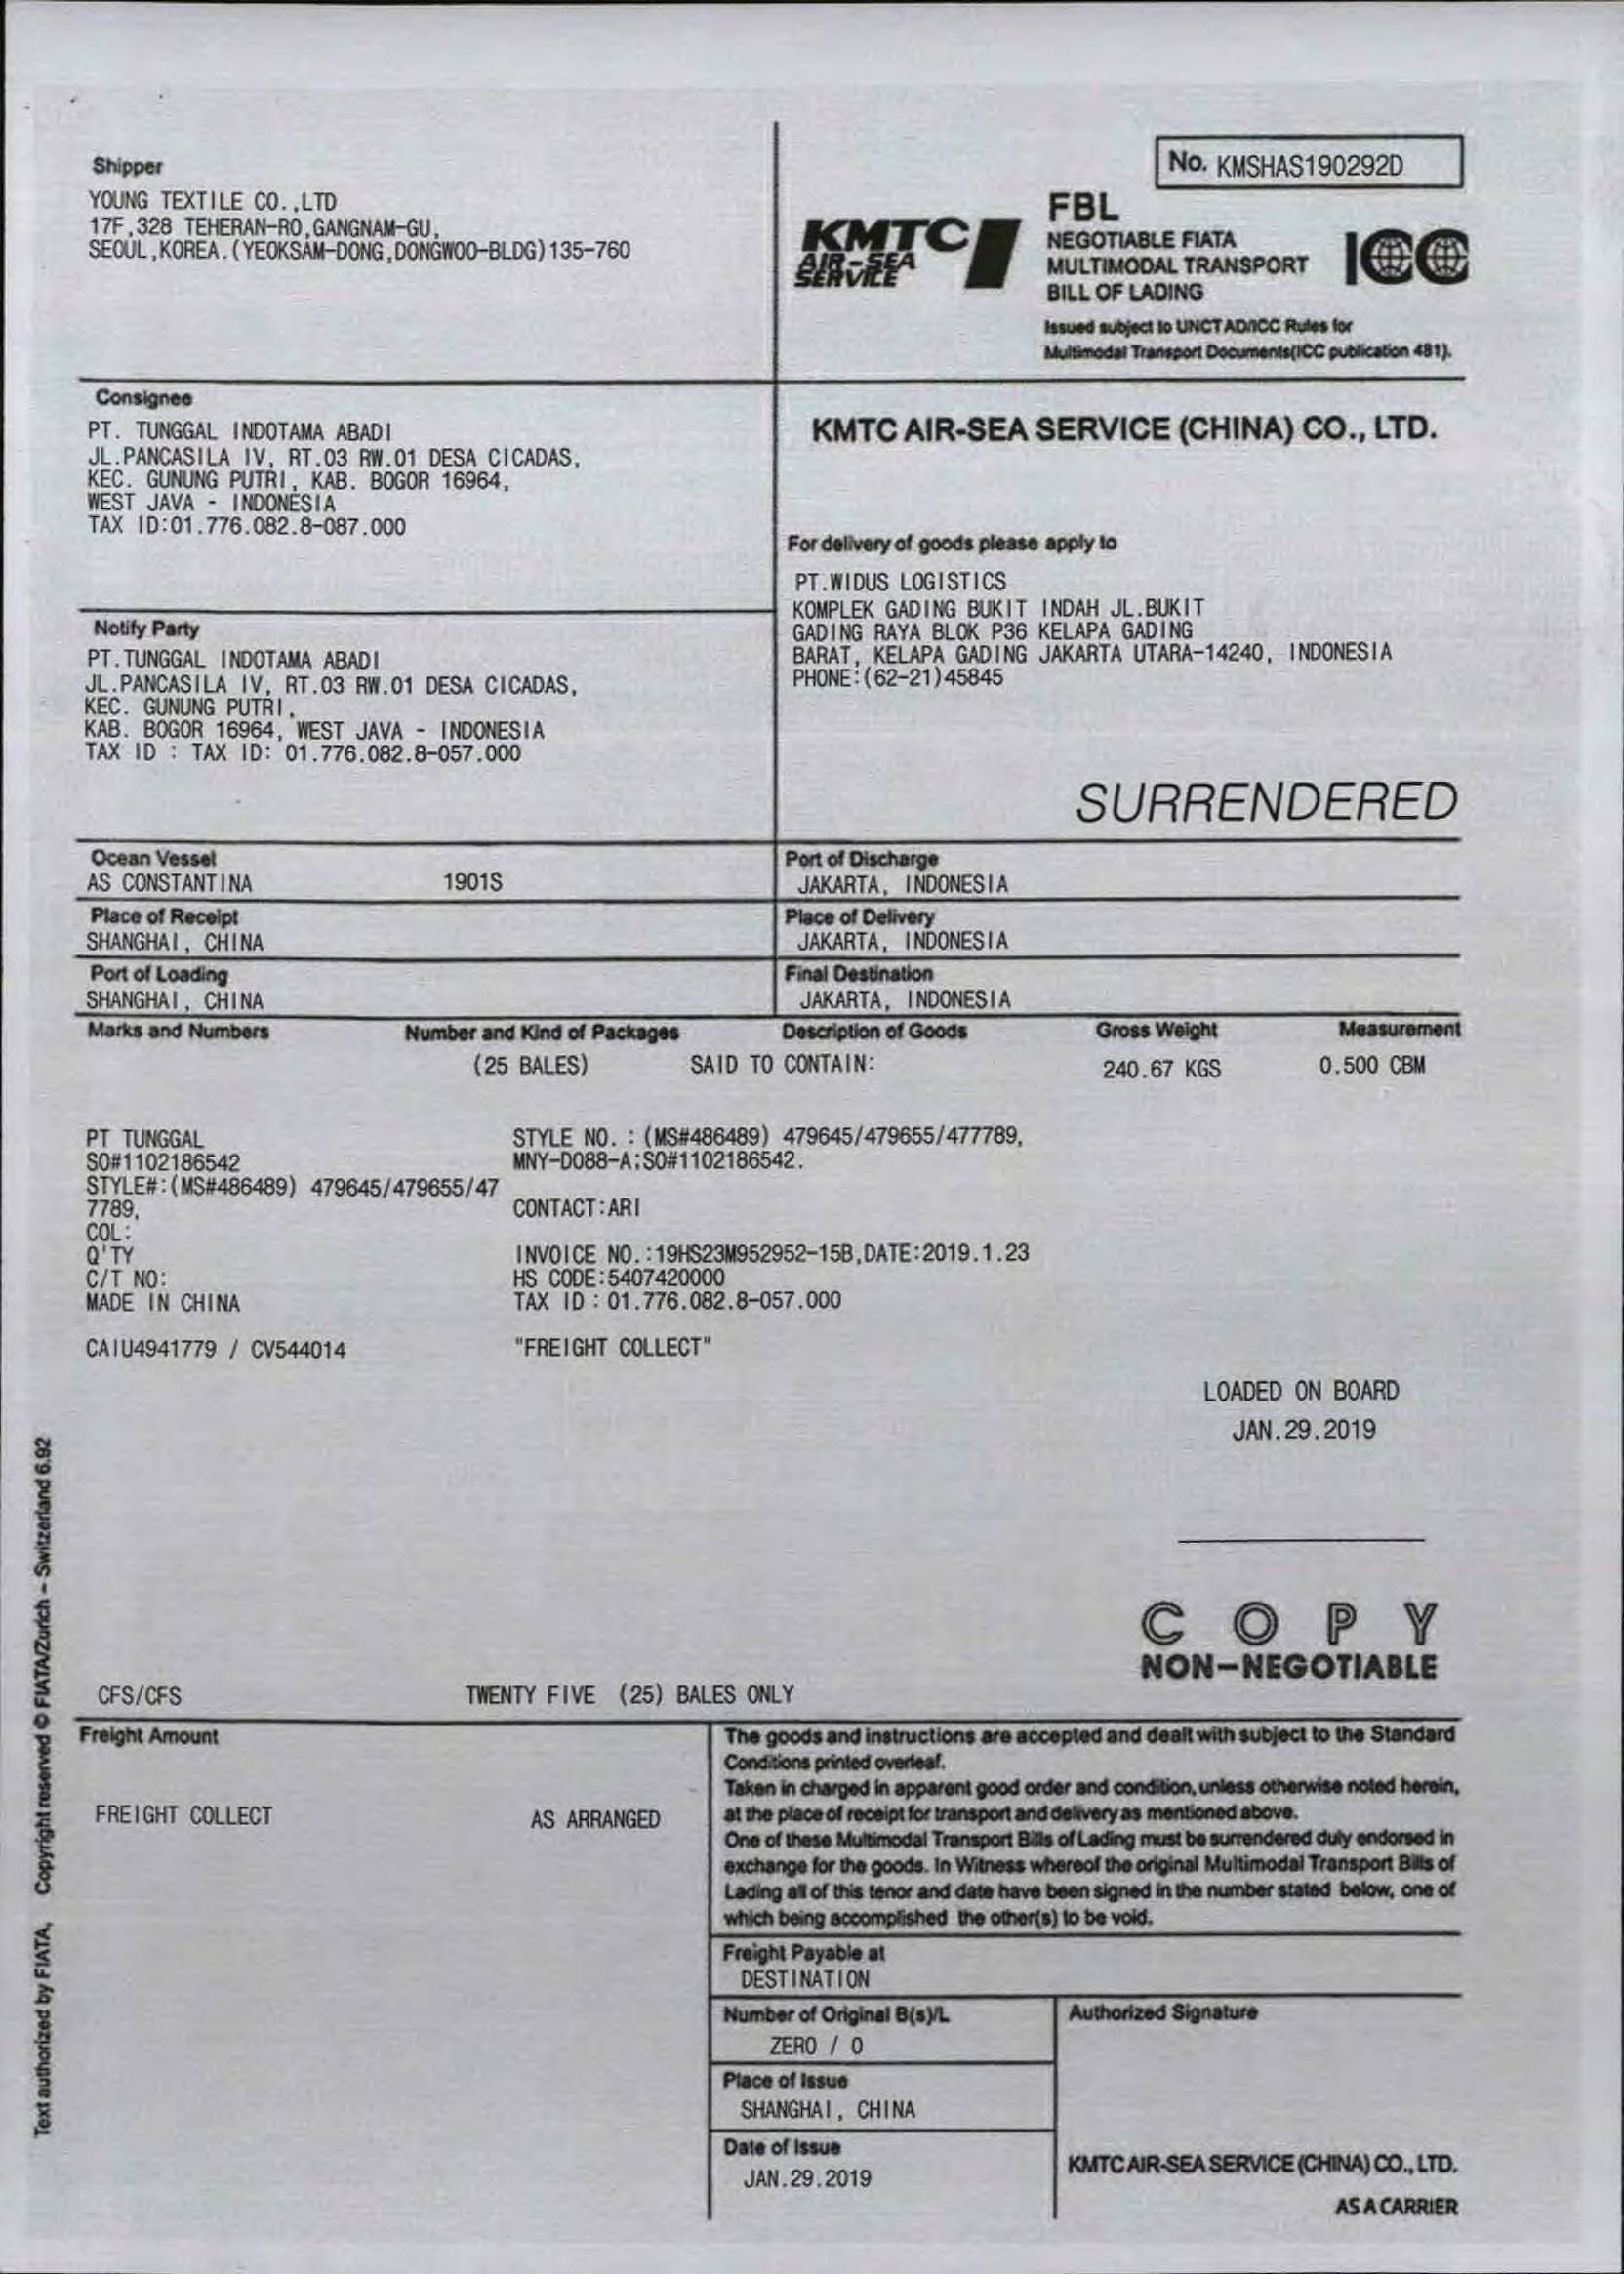 Shipper
YOUNG TEXTILE CO.,LTD
17F,328 TEHERAN-RO,GANGNAM-GU,
SEOUL,KOREA.(YEOKSAM-DONG,DONGWOO-BLDG)135-760
No. KMSHAS190292D
KMTC
AIR-SEA
SERVICE
FBL
NEGOTIABLE FIATA
MULTIMODAL TRANSPORT
BILL OF LADING
ICC
Issued subject to UNCTAD/ICC Rules for
Multimodal Transport Documents(ICC publication 481).
Consignee
PT. TUNGGAL INDOTAMA ABADI
JL.PANCASILA IV, RT.03 RW.01 DESA CICADAS,
KEC. GUNUNG PUTRI, KAB. BOGOR 16964,
WEST JAVA - INDONESIA
TAX ID:01.776.082.8-087.000
KMTC AIR-SEA SERVICE (CHINA) CO., LTD.
For delivery of goods please apply to
PT.WIDUS LOGISTICS
KOMPLEK GADING BUKIT INDAH JL.BUKIT
GADING RAYA BLOK P36 KELAPA GADING
BARAT, KELAPA GADING JAKARTA UTARA-14240, INDONESIA
PHONE:(62-21)45845
Notify Party
PT.TUNGGAL INDOTAMA ABADI
JL.PANCASILA IV, RT.03 RW.01 DESA CICADAS,
KEC. GUNUNG PUTRI,
KAB. BOGOR 16964, WEST JAVA - INDONESIA
TAX ID : TAX ID: 01.776.082.8-057.000
SURRENDERED
Ocean Vessel
AS CONSTANTINA 1901S
Port of Discharge
JAKARTA, INDONESIA
Place of Receipt
SHANGHAI, CHINA
Place of Delivery
JAKARTA, INDONESIA
Port of Loading
SHANGHAI, CHINA
Final Destination
JAKARTA, INDONESIA
Marks and Numbers Number and Kind of Packages Description of Goods Gross Weight Measurement
(25 BALES) SAID TO CONTAIN: 240.67 KGS 0.500 CBM
PT TUNGGAL
SO#1102186542
STYLE#:(MS#486489) 479645/479655/47
7789,
COL:
Q'TY
C/T NO:
MADE IN CHINA
CAIU4941779 / CV544014
STYLE NO. : (MS#486489) 479645/479655/477789,
MNY-D088-A;SO#1102186542.
CONTACT:ARI
INVOICE NO.:19HS23M952952-15B,DATE:2019.1.23
HS CODE:5407420000
TAX ID : 01.776.082.8-057.000
"FREIGHT COLLECT"
LOADED ON BOARD
JAN.29.2019
COPY
NON-NEGOTIABLE
CFS/CFS TWENTY FIVE (25) BALES ONLY
Freight Amount
FREIGHT COLLECT AS ARRANGED
The goods and instructions are accepted and dealt with subject to the Standard
Conditions printed overleaf.
Taken in charged in apparent good order and condition, unless otherwise noted herein,
at the place of receipt for transport and delivery as mentioned above.
One of these Multimodal Transport Bills of Lading must be surrendered duly endorsed in
exchange for the goods. In Witness whereof the original Multimodal Transport Bills of
Lading all of this tenor and date have been signed in the number stated below, one of
which being accomplished the other(s) to be void.
Freight Payable at
DESTINATION
Number of Original B(s)/L
ZERO / 0
Authorized Signature
Place of Issue
SHANGHAI, CHINA
Date of Issue
JAN.29.2019
KMTC AIR-SEA SERVICE (CHINA) CO., LTD.
AS A CARRIER
Text authorized by FIATA. Copyright reserved © FIATA/Zurich - Switzerland 6.92